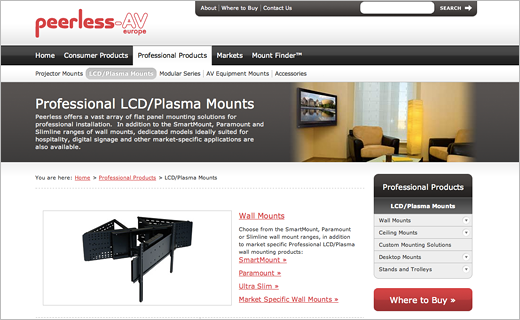 peerless-AV
europe
About | Where to Buy | Contact Us
SEARCH
Home Consumer Products Professional Products Markets Mount Finder™
Projector Mounts LCD/Plasma Mounts Modular Series AV Equipment Mounts Accessories
Professional LCD/Plasma Mounts
Peerless offers a vast array of flat panel mounting solutions for
professional installation. In addition to the SmartMount, Paramount and
Slimline ranges of wall mounts, dedicated models ideally suited for
hospitality, digital signage and other market-specific applications are
also available.
You are here: Home > Professional Products > LCD/Plasma Mounts
Wall Mounts
Choose from the SmartMount, Paramount
or Slimline wall mount ranges, in addition
to market specific Professional LCD/Plasma
wall mounting products:
SmartMount »
Paramount »
Ultra Slim »
Market Specific Wall Mounts »
Professional Products
LCD/Plasma Mounts
Wall Mounts
Ceiling Mounts
Custom Mounting Solutions
Desktop Mounts
Stands and Trolleys
Where to Buy »